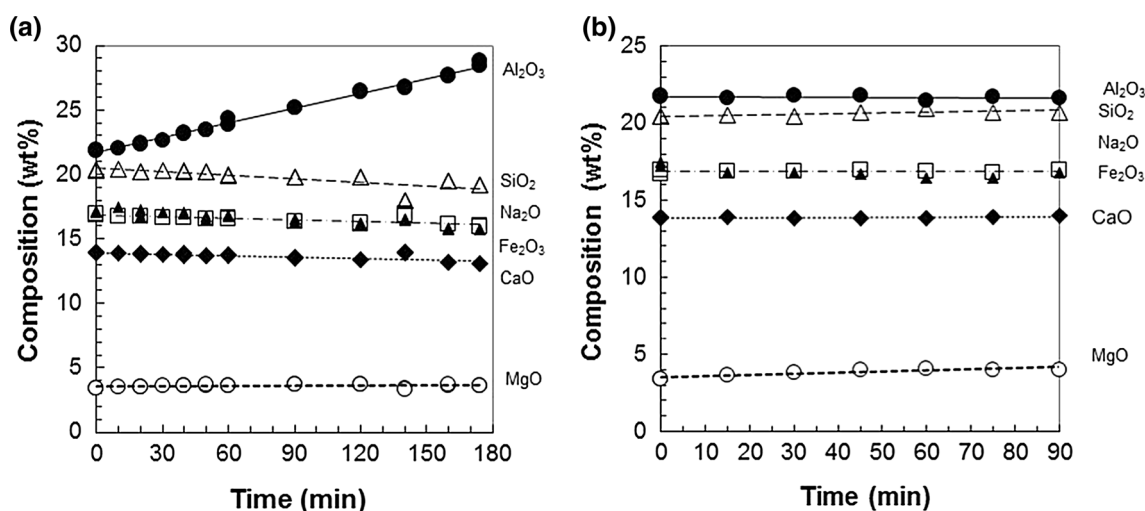 (a)
Composition (wt%)
30
25
20
15
10
5
0
0 30 60 90 120 150 180
Time (min)
Al₂O₃
SiO₂
Na₂O
Fe₂O₃
CaO
MgO
(b)
Composition (wt%)
25
20
15
10
5
0
0 10 20 30 40 50 60 70 80 90
Time (min)
Al₂O₃
SiO₂
Na₂O
Fe₂O₃
CaO
MgO